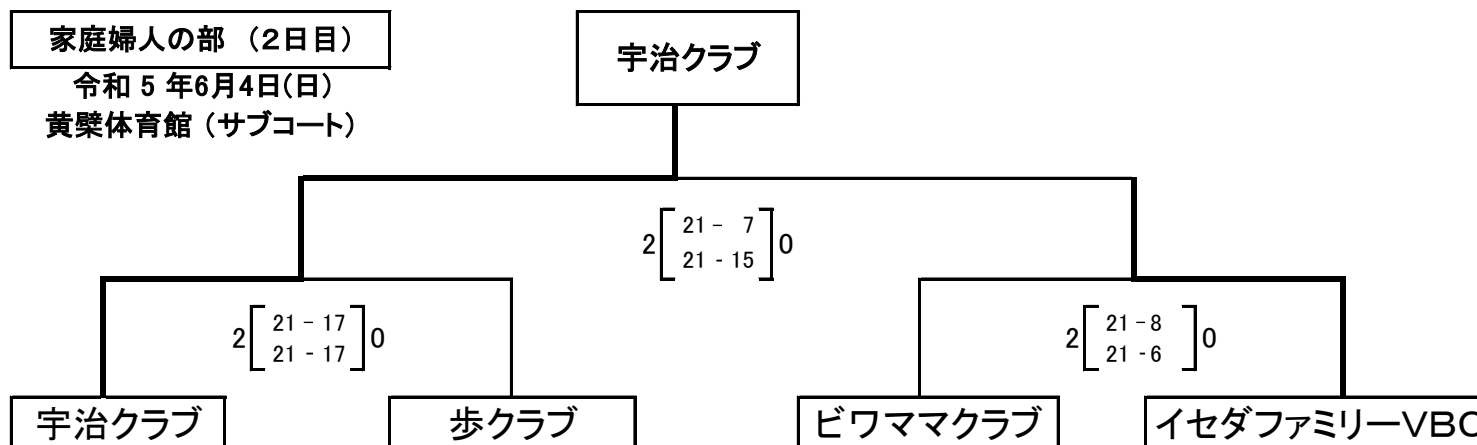 家庭婦人の部 （２日目）
令和 5 年6月4日(日)
黄檗体育館 （サブコート）
宇治クラブ
2 21 - 7 0
21 - 15
2 21 - 17 0
21 - 17
2 21 - 8 0
21 - 6
宇治クラブ
歩クラブ
ビワママクラブ
イセダファミリーＶＢＣ